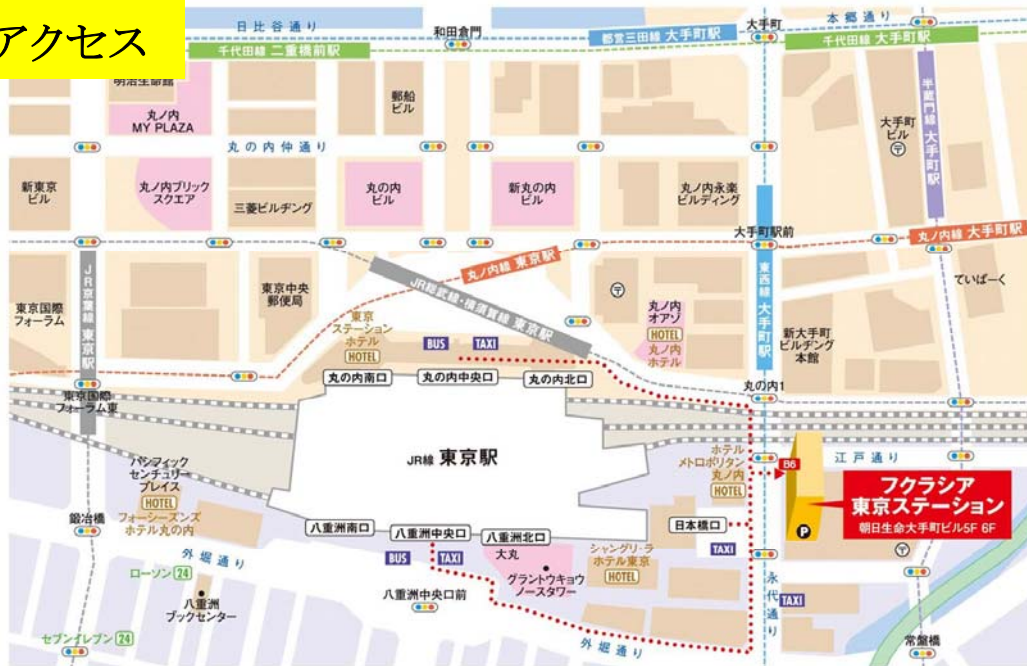 アクセス
日比谷通り
和田倉門
都営三田線 大手町駅
大手町
本郷通り
千代田線 二重橋前駅
千代田線 大手町駅
明治生命館
丸ノ内
MY PLAZA
郵船
ビル
大手町
ビル
〒
半蔵門線 大手町駅
丸の内仲通り
新東京
ビル
丸ノ内ブリック
スクエア
三菱ビルヂング
丸の内
ビル
新丸の内
ビル
丸ノ内永楽
ビルディング
大手町駅前
丸ノ内線 大手町駅
丸ノ内線 東京駅
JR京葉線 東京駅
JR総武線・横須賀線 東京駅
東西線 大手町駅
ていぱーく
東京国際
フォーラム
東京中央
郵便局
〒
丸ノ内
オアゾ
HOTEL
丸ノ内
ホテル
新大手町
ビルヂング
本館
東京
ステーション
ホテル
HOTEL
BUS
TAXI
丸の内南口
丸の内中央口
丸の内北口
丸の内1
東京国際
フォーラム東
JR線 東京駅
江戸通り
ホテル
メトロポリタン
丸ノ内
HOTEL
B6
フクラシア
東京ステーション
朝日生命大手町ビル5F 6F
P
〒
パシフィック
センチュリー
プレイス
HOTEL
フォーシーズンズ
ホテル丸の内
鍛冶橋
八重洲南口
八重洲中央口
八重洲北口
日本橋口
BUS
TAXI
大丸
グラントウキョウ
ノースタワー
シャングリ・ラ
ホテル東京
HOTEL
TAXI
外堀通り
ローソン 24
八重洲
ブックセンター
八重洲中央口前
永代通り
TAXI
セブンイレブン 24
外堀通り
常盤橋